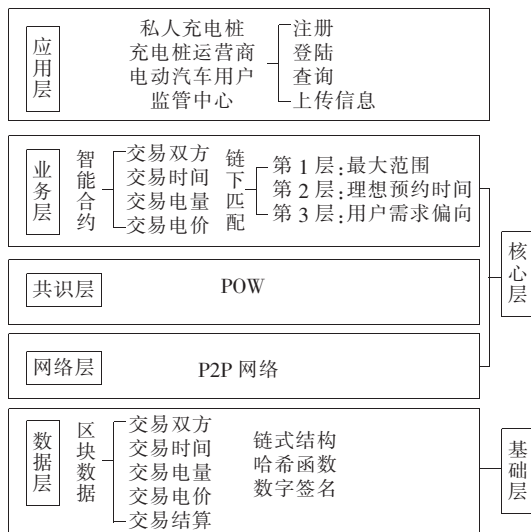 应用层
私人充电桩
充电桩运营商
电动汽车用户
监管中心
注册
登陆
查询
上传信息
业务层
智能合约
交易双方
交易时间
交易电量
交易电价
链下匹配
第1层:最大范围
第2层:理想预约时间
第3层:用户需求偏向
共识层
POW
网络层
P2P 网络
核心层
数据层
区块数据
交易双方
交易时间
交易电量
交易电价
交易结算
链式结构
哈希函数
数字签名
基础层